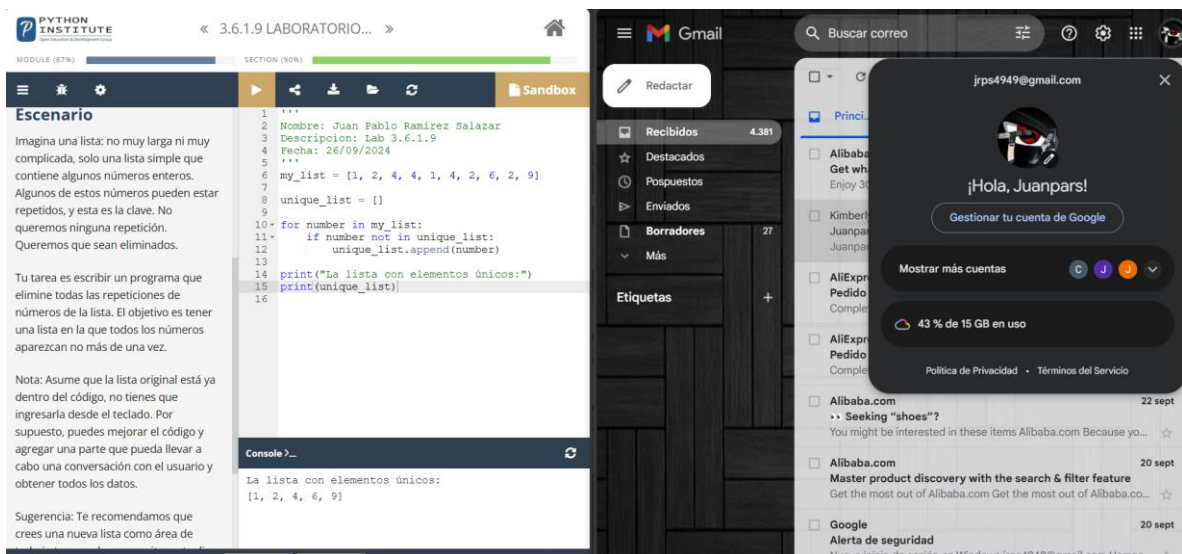 PYTHON
INSTITUTE
Open Education & Development Group
« 3.6.1.9 LABORATORIO... »
MODULE (87%)
SECTION (90%)
Sandbox
Escenario
Imagina una lista: no muy larga ni muy
complicada, solo una lista simple que
contiene algunos números enteros.
Algunos de estos números pueden estar
repetidos, y esta es la clave. No
queremos ninguna repetición.
Queremos que sean eliminados.
Tu tarea es escribir un programa que
elimine todas las repeticiones de
números de la lista. El objetivo es tener
una lista en la que todos los números
aparezcan no más de una vez.
Nota: Asume que la lista original está ya
dentro del código, no tienes que
ingresarla desde el teclado. Por
supuesto, puedes mejorar el código y
agregar una parte que pueda llevar a
cabo una conversación con el usuario y
obtener todos los datos.
Sugerencia: Te recomendamos que
crees una nueva lista como área de
1 '''
2 Nombre: Juan Pablo Ramirez Salazar
3 Descripcion: Lab 3.6.1.9
4 Fecha: 26/09/2024
5 '''
6 my_list = [1, 2, 4, 4, 1, 4, 2, 6, 2, 9]
7
8 unique_list = []
9
10 for number in my_list:
11 if number not in unique_list:
12 unique_list.append(number)
13
14 print("La lista con elementos únicos:")
15 print(unique_list)
16
Console >_
La lista con elementos únicos:
[1, 2, 4, 6, 9]
Gmail
Buscar correo
Redactar
Recibidos 4.381
Destacados
Pospuestos
Enviados
Borradores 27
Más
Etiquetas +
Princi..
jrps4949@gmail.com
¡Hola, Juanpars!
Gestionar tu cuenta de Google
Mostrar más cuentas C J J
43 % de 15 GB en uso
Política de Privacidad • Términos del Servicio
Alibaba
Get wh
Enjoy 30
Kimberl
Juanpar
Juanpar
AliExpr
Pedido
Comple
AliExpr
Pedido
Comple
Alibaba.com 22 sept
Seeking "shoes"?
You might be interested in these items Alibaba.com Because yo...
Alibaba.com 20 sept
Master product discovery with the search & filter feature
Get the most out of Alibaba.com Get the most out of Alibaba.co...
Google 20 sept
Alerta de seguridad